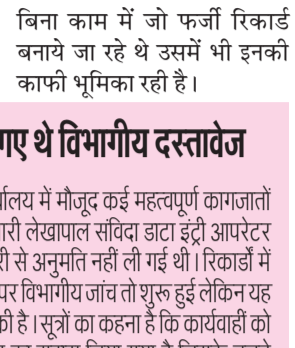 बिना काम में जो फर्जी रिकार्ड
बनाये जा रहे थे उसमें भी इनकी
काफी भूमिका रही है।
गए थे विभागीय दस्तावेज
में मौजूद कई महत्वपूर्ण कागजातों
लेखापाल संविदा डाटा इंट्री आपरेटर
से अनुमति नहीं ली गई थी। रिकार्डों में
पर विभागीय जांच तो शुरू हुई लेकिन यह
है। सूत्रों का कहना है कि कार्यवाही को